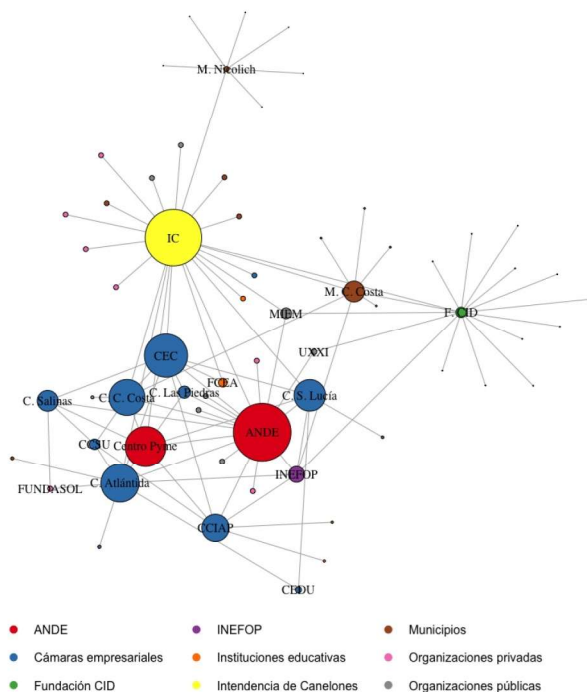 M. Nicolich
IC
M. C. Costa
MIEM
F. CID
UXXI
CEC
FCEA
C. Las Piedras
C. S. Lucía
C. Salinas
C. C. Costa
ANDE
CCSU
Centro Pyme
INEFOP
FUNDASOL
C. Atlántida
CCIAP
CEDU
ANDE
INEFOP
Municipios
Cámaras empresariales
Instituciones educativas
Organizaciones privadas
Fundación CID
Intendencia de Canelones
Organizaciones públicas